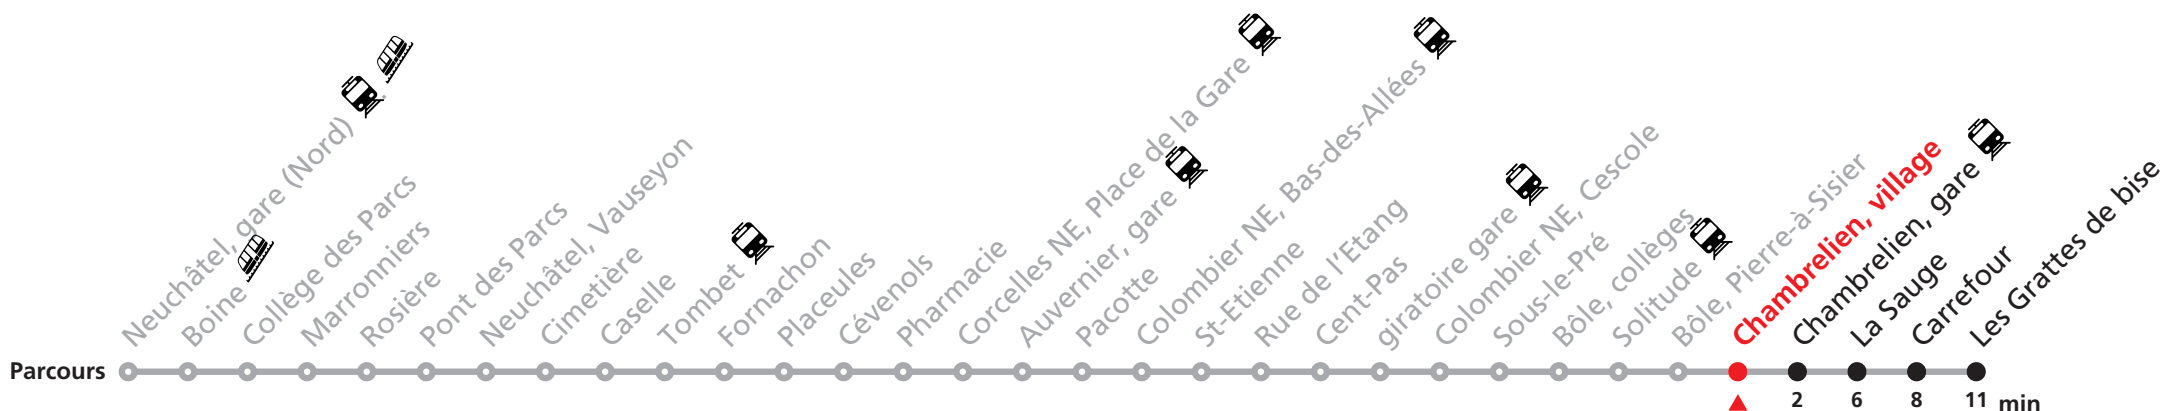 Neuchâtel, gare (Nord)
Boine
Collège des Parcs
Marronniers
Rosière
Pont des Parcs
Neuchâtel, Vauseyon
Cimetière
Caselle
Tombet
Fornachon
Placeules
Cévenols
Pharmacie
Corcelles NE, Place de la Gare
Auvernier, gare
Pacotte
Colombier NE, Bas-des-Allées
St-Etienne
Rue de l'Etang
Cent-Pas
giratoire gare
Colombier NE, Cescole
Sous-le-Pré
Bôle, collèges
Solitude
Bôle, Pierre-à-Sisier
Chambrelien, village
Chambrelien, gare
La Sauge
Carrefour
Les Grattes de bise
Parcours
2 6 8 11 min